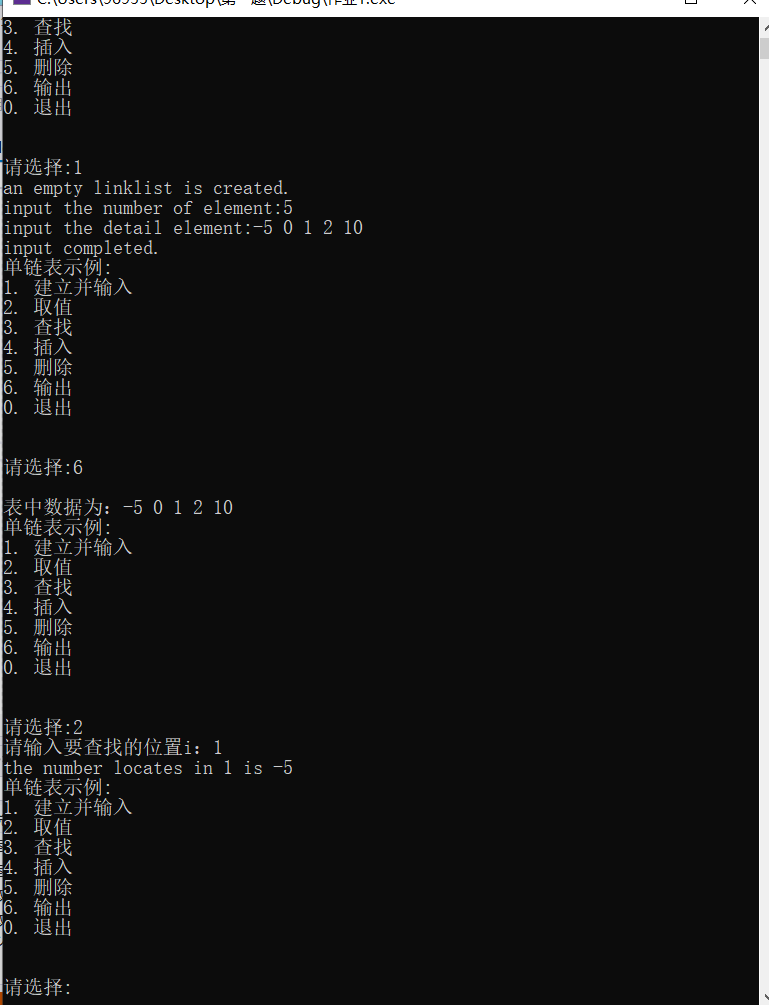 3. 查找
4. 插入
5. 删除
6. 输出
0. 退出
请选择:1
an empty linklist is created.
input the number of element:5
input the detail element:-5 0 1 2 10
input completed.
单链表示例:
1. 建立并输入
2. 取值
3. 查找
4. 插入
5. 删除
6. 输出
0. 退出
请选择:6
表中数据为：-5 0 1 2 10
单链表示例:
1. 建立并输入
2. 取值
3. 查找
4. 插入
5. 删除
6. 输出
0. 退出
请选择:2
请输入要查找的位置i：1
the number locates in 1 is -5
单链表示例:
1. 建立并输入
2. 取值
3. 查找
4. 插入
5. 删除
6. 输出
0. 退出
请选择: